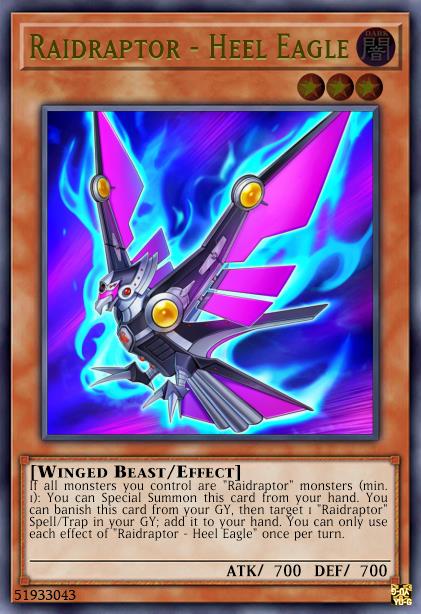 Raidraptor - Heel Eagle
DARK
闇
[Winged Beast/Effect]
If all monsters you control are "Raidraptor" monsters (min.
1): You can Special Summon this card from your hand. You
can banish this card from your GY, then target 1 "Raidraptor"
Spell/Trap in your GY; add it to your hand. You can only use
each effect of "Raidraptor - Heel Eagle" once per turn.
ATK/ 700 DEF/ 700
51933043